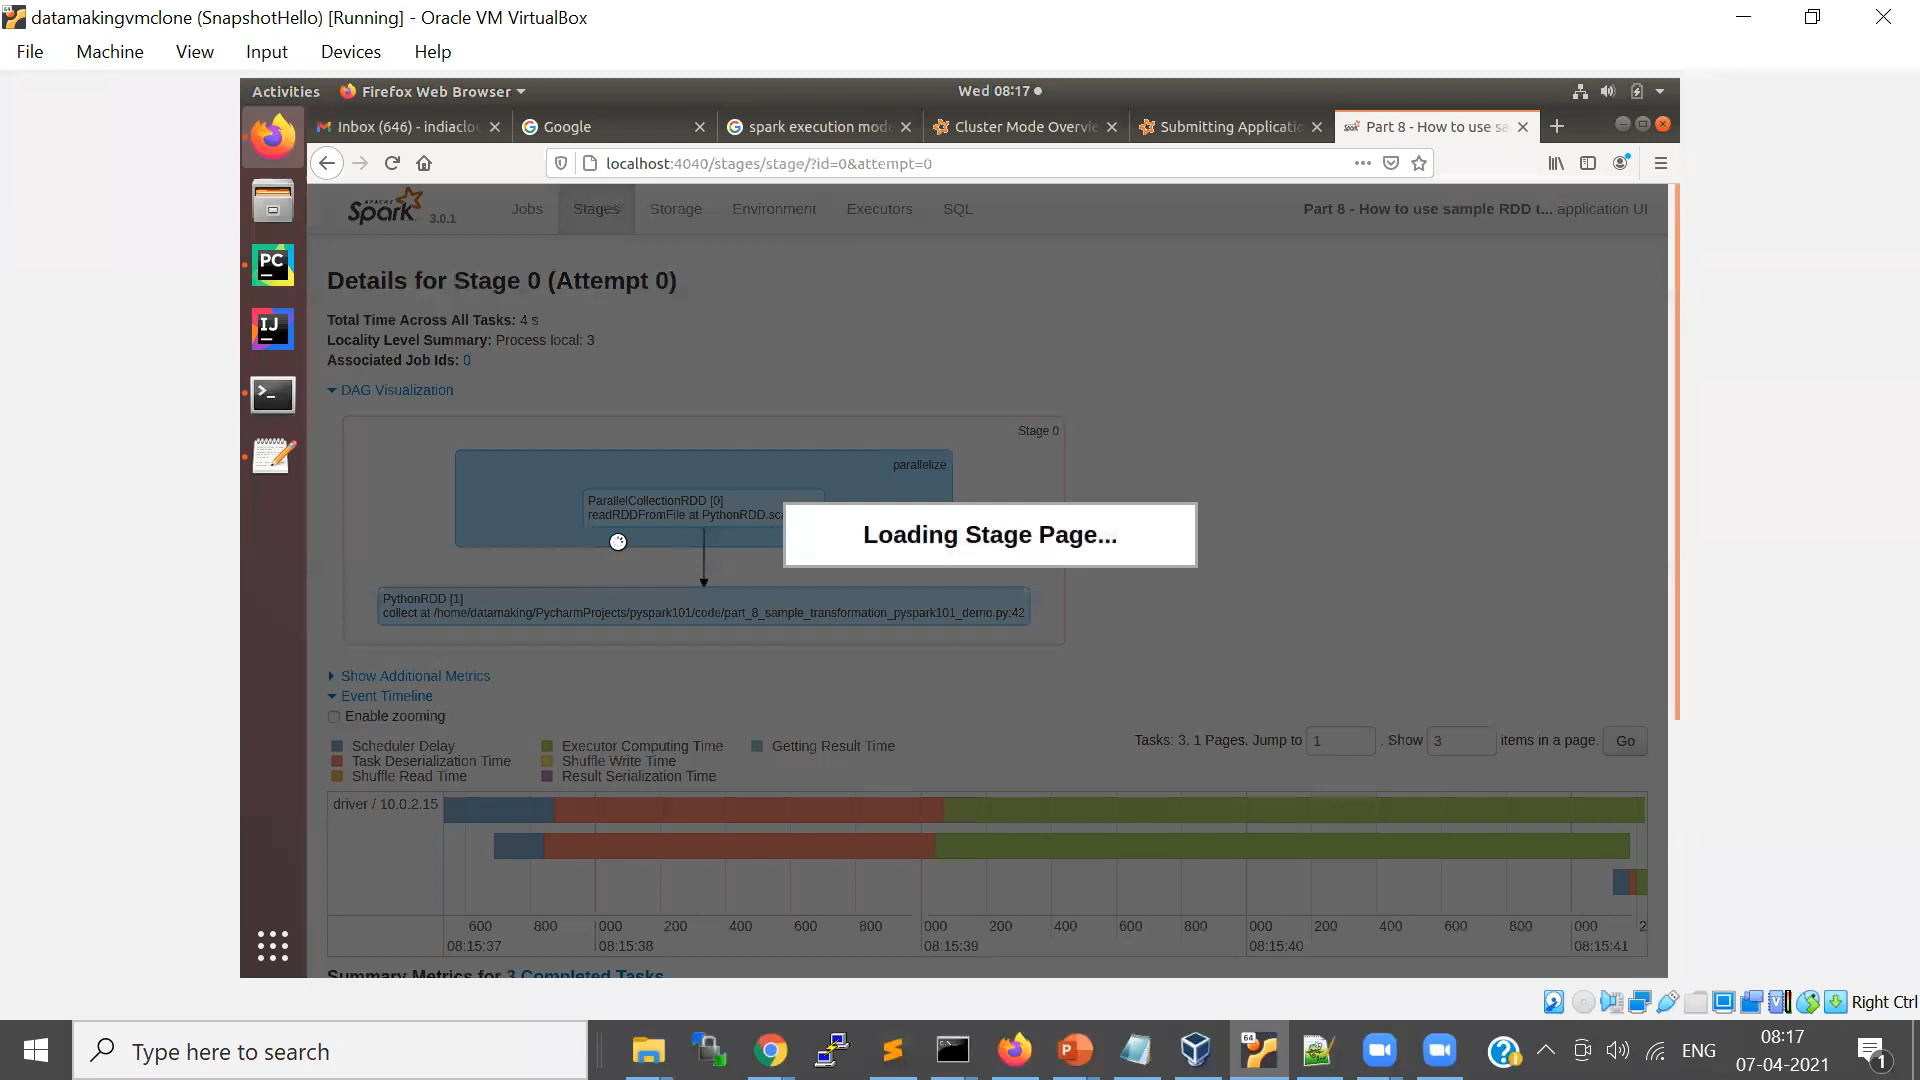 datamakingvmclone (SnapshotHello) [Running] - Oracle VM VirtualBox
File Machine View Input Devices Help
Activities Firefox Web Browser Wed 08:17
Inbox (646) - indiaclou Google spark execution mod Cluster Mode Overvie Submitting Applicatio Part 8 - How to use sa
localhost:4040/stages/stage/?id=0&attempt=0
APACHE Spark 3.0.1 Jobs Stages Storage Environment Executors SQL Part 8 - How to use sample RDD t... application UI
Details for Stage 0 (Attempt 0)
Total Time Across All Tasks: 4 s
Locality Level Summary: Process local: 3
Associated Job Ids: 0
DAG Visualization
Stage 0
parallelize
ParallelCollectionRDD [0]
readRDDFromFile at PythonRDD.sca
Loading Stage Page...
PythonRDD [1]
collect at /home/datamaking/PycharmProjects/pyspark101/code/part_8_sample_transformation_pyspark101_demo.py:42
Show Additional Metrics
Event Timeline
Enable zooming
Tasks: 3. 1 Pages. Jump to 1 . Show 3 items in a page. Go
Scheduler Delay Executor Computing Time Getting Result Time
Task Deserialization Time Shuffle Write Time
Shuffle Read Time Result Serialization Time
driver / 10.0.2.15
600 800 000 200 400 600 800 000 200 400 600 800 000 200 400 600 800 000 2
08:15:37 08:15:38 08:15:39 08:15:40 08:15:41
Summary Metrics for 3 Completed Tasks
PC
IJ
Right Ctrl
Type here to search
64
ENG
08:17
07-04-2021
1